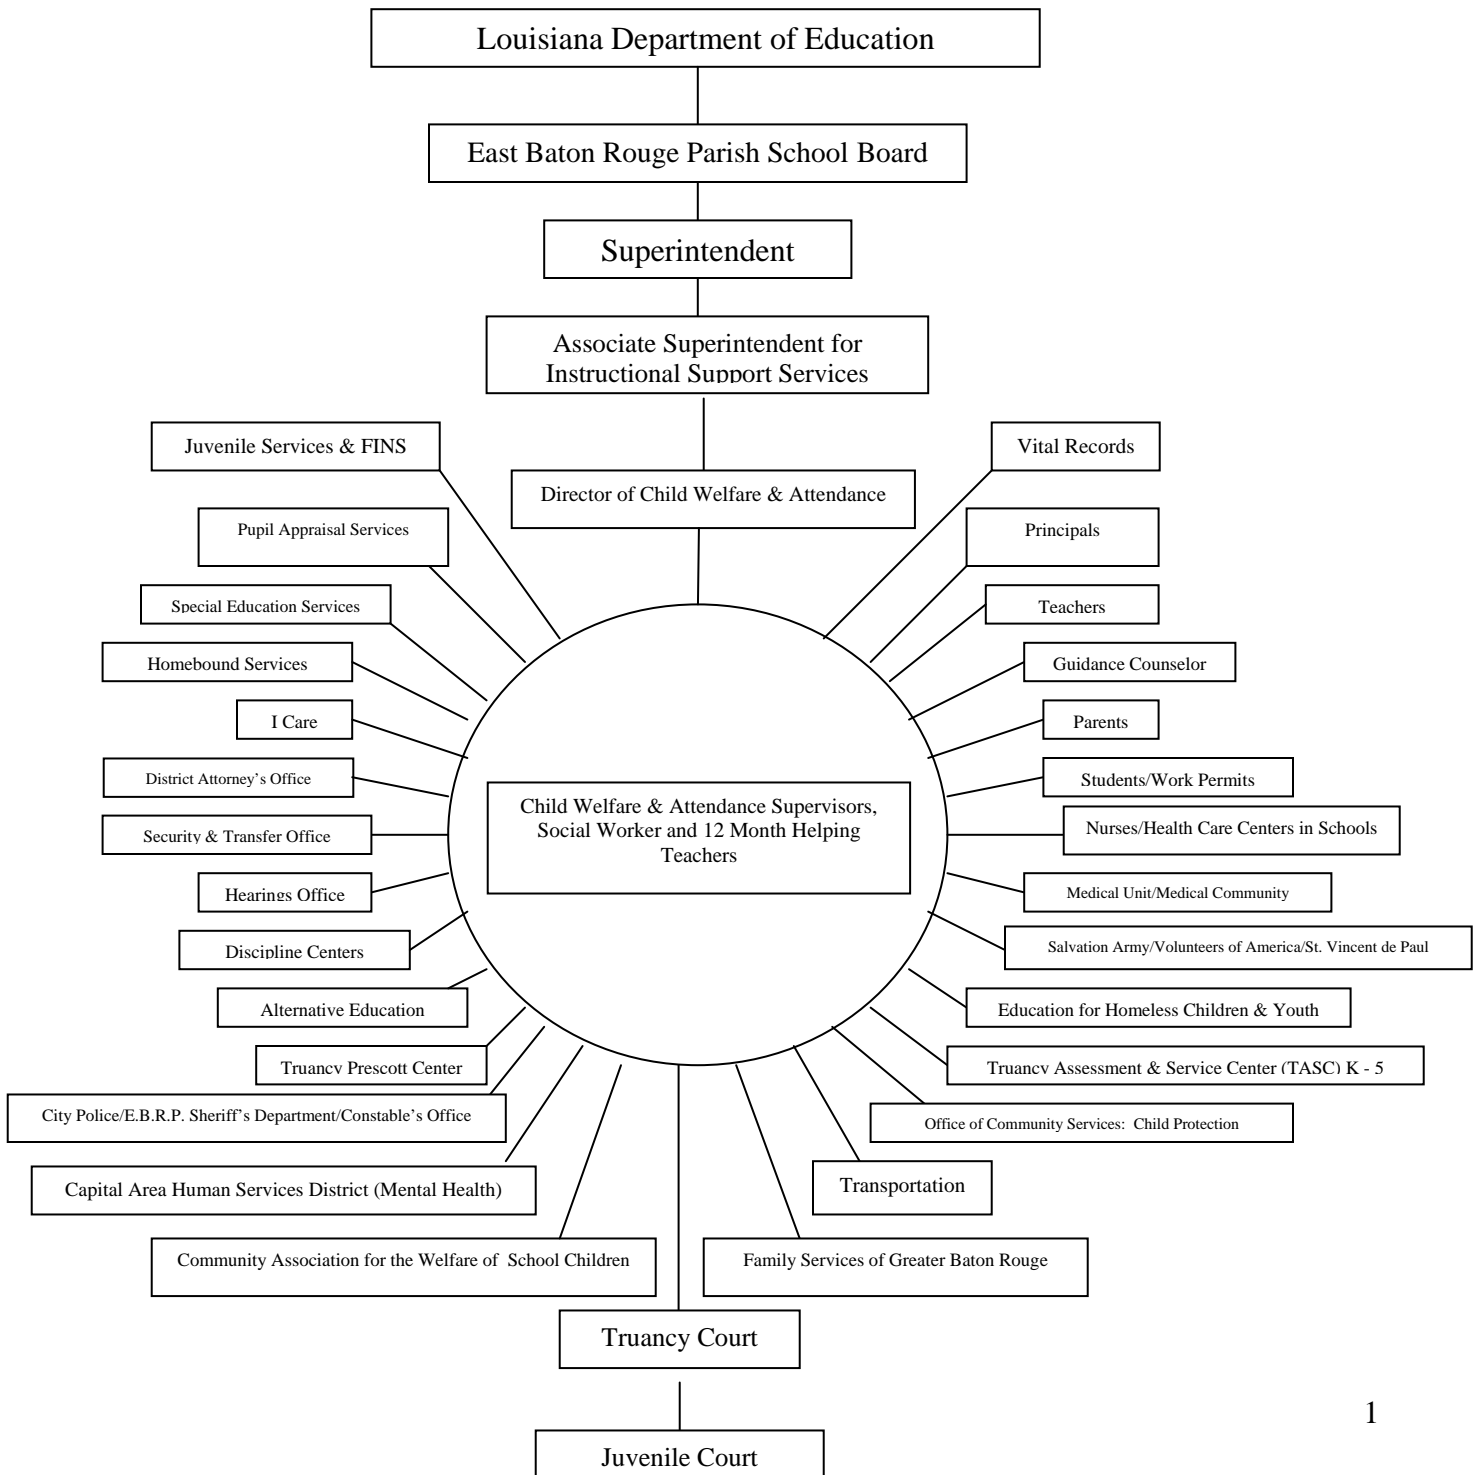 Louisiana Department of Education
East Baton Rouge Parish School Board
Superintendent
Associate Superintendent for
Instructional Support Services
Juvenile Services & FINS
Vital Records
Director of Child Welfare & Attendance
Pupil Appraisal Services
Principals
Special Education Services
Teachers
Homebound Services
Guidance Counselor
I Care
Parents
District Attorney's Office
Students/Work Permits
Child Welfare & Attendance Supervisors,
Social Worker and 12 Month Helping
Teachers
Security & Transfer Office
Nurses/Health Care Centers in Schools
Hearings Office
Medical Unit/Medical Community
Discipline Centers
Salvation Army/Volunteers of America/St. Vincent de Paul
Alternative Education
Education for Homeless Children & Youth
Truancy Prescott Center
Truancy Assessment & Service Center (TASC) K - 5
City Police/E.B.R.P. Sheriff's Department/Constable's Office
Office of Community Services:  Child Protection
Capital Area Human Services District (Mental Health)
Transportation
Community Association for the Welfare of  School Children
Family Services of Greater Baton Rouge
Truancy Court
1
Juvenile Court